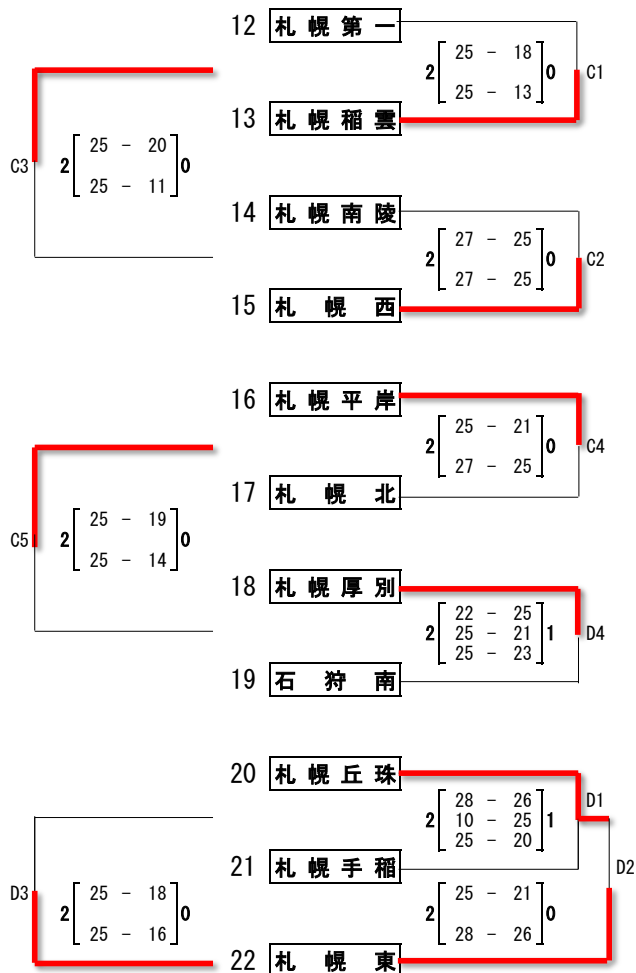 12 札幌第一
2 25 - 18 0 C1
25 - 13
13 札幌稲雲
C3 2 25 - 20 0
25 - 11
14 札幌南陵
2 27 - 25 0 C2
27 - 25
15 札幌西
16 札幌平岸
2 25 - 21 0 C4
27 - 25
17 札幌北
C5 2 25 - 19 0
25 - 14
18 札幌厚別
22 - 25
2 25 - 21 1 D4
25 - 23
19 石狩南
20 札幌丘珠
28 - 26 D1
2 10 - 25 1
25 - 20
21 札幌手稲
D2
D3 2 25 - 18 0
25 - 16
2 25 - 21 0
28 - 26
22 札幌東